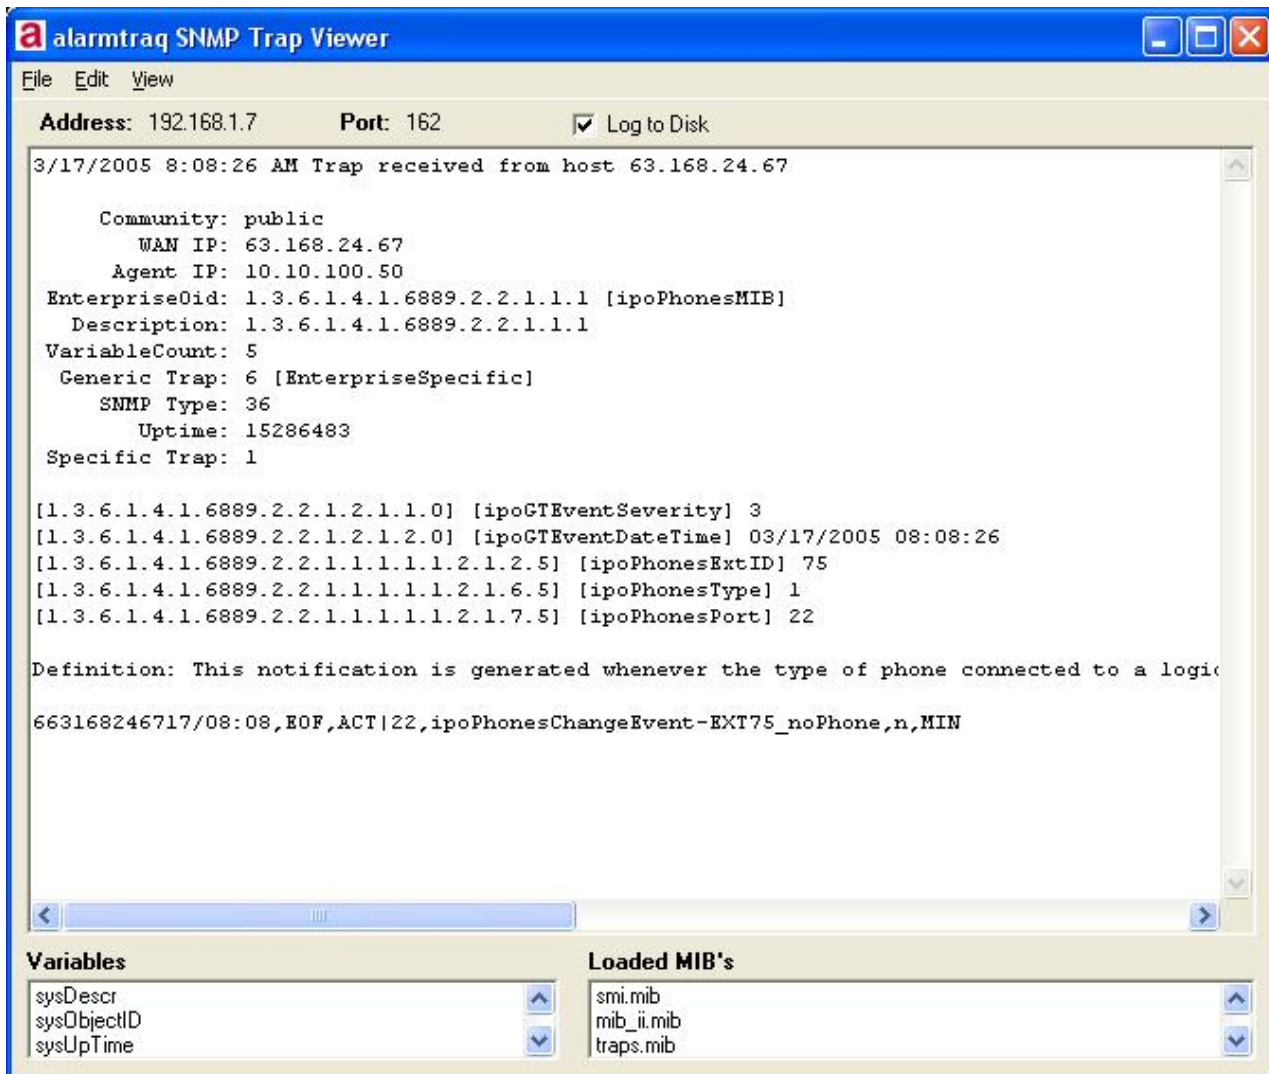 a alarmtraq SNMP Trap Viewer
File Edit View
Address: 192.168.1.7 Port: 162 Log to Disk
3/17/2005 8:08:26 AM Trap received from host 63.168.24.67
Community: public
WAN IP: 63.168.24.67
Agent IP: 10.10.100.50
EnterpriseOid: 1.3.6.1.4.1.6889.2.2.1.1.1 [ipoPhonesMIB]
Description: 1.3.6.1.4.1.6889.2.2.1.1.1
VariableCount: 5
Generic Trap: 6 [EnterpriseSpecific]
SNMP Type: 36
Uptime: 15286483
Specific Trap: 1
[1.3.6.1.4.1.6889.2.2.1.2.1.1.0] [ipoGTEventSeverity] 3
[1.3.6.1.4.1.6889.2.2.1.2.1.2.0] [ipoGTEventDateTime] 03/17/2005 08:08:26
[1.3.6.1.4.1.6889.2.2.1.1.1.1.1.2.1.2.5] [ipoPhonesExtID] 75
[1.3.6.1.4.1.6889.2.2.1.1.1.1.1.2.1.6.5] [ipoPhonesType] 1
[1.3.6.1.4.1.6889.2.2.1.1.1.1.1.2.1.7.5] [ipoPhonesPort] 22
Definition: This notification is generated whenever the type of phone connected to a logic
663168246717/08:08,EOF,ACT|22,ipoPhonesChangeEvent-EXT75_noPhone,n,MIN
Variables Loaded MIB's
sysDescr smi.mib
sysObjectID mib_ii.mib
sysUpTime traps.mib